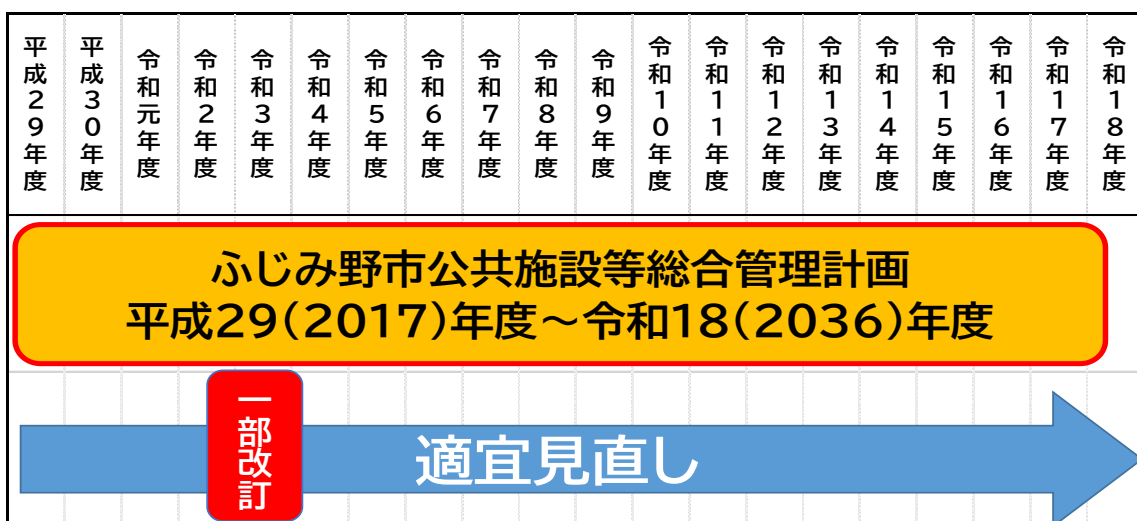 平成29年度
平成30年度
令和元年度
令和2年度
令和3年度
令和4年度
令和5年度
令和6年度
令和7年度
令和8年度
令和9年度
令和10年度
令和11年度
令和12年度
令和13年度
令和14年度
令和15年度
令和16年度
令和17年度
令和18年度
ふじみ野市公共施設等総合管理計画
平成29(2017)年度～令和18(2036)年度
一部改訂
適宜見直し